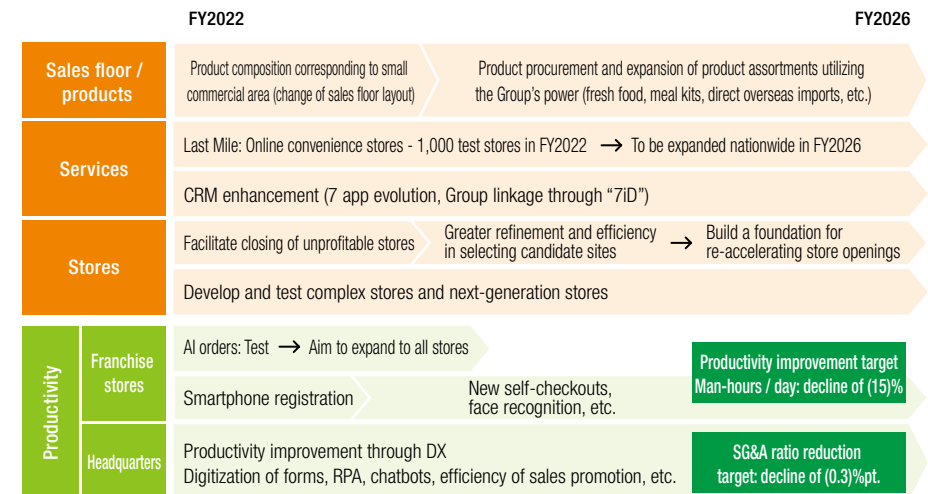 FY2022
FY2026
Sales floor /
products
Product composition corresponding to small
commercial area (change of sales floor layout)
Product procurement and expansion of product assortments utilizing
the Group's power (fresh food, meal kits, direct overseas imports, etc.)
Services
Last Mile: Online convenience stores - 1,000 test stores in FY2022 → To be expanded nationwide in FY2026
CRM enhancement (7 app evolution, Group linkage through “7iD”)
Stores
Facilitate closing of unprofitable stores
Greater refinement and efficiency
in selecting candidate sites
→
Build a foundation for
re-accelerating store openings
Develop and test complex stores and next-generation stores
Productivity
Franchise
stores
AI orders: Test → Aim to expand to all stores
Smartphone registration
New self-checkouts,
face recognition, etc.
Productivity improvement target
Man-hours / day: decline of (15)%
Headquarters
Productivity improvement through DX
Digitization of forms, RPA, chatbots, efficiency of sales promotion, etc.
SG&A ratio reduction
target: decline of (0.3)%pt.